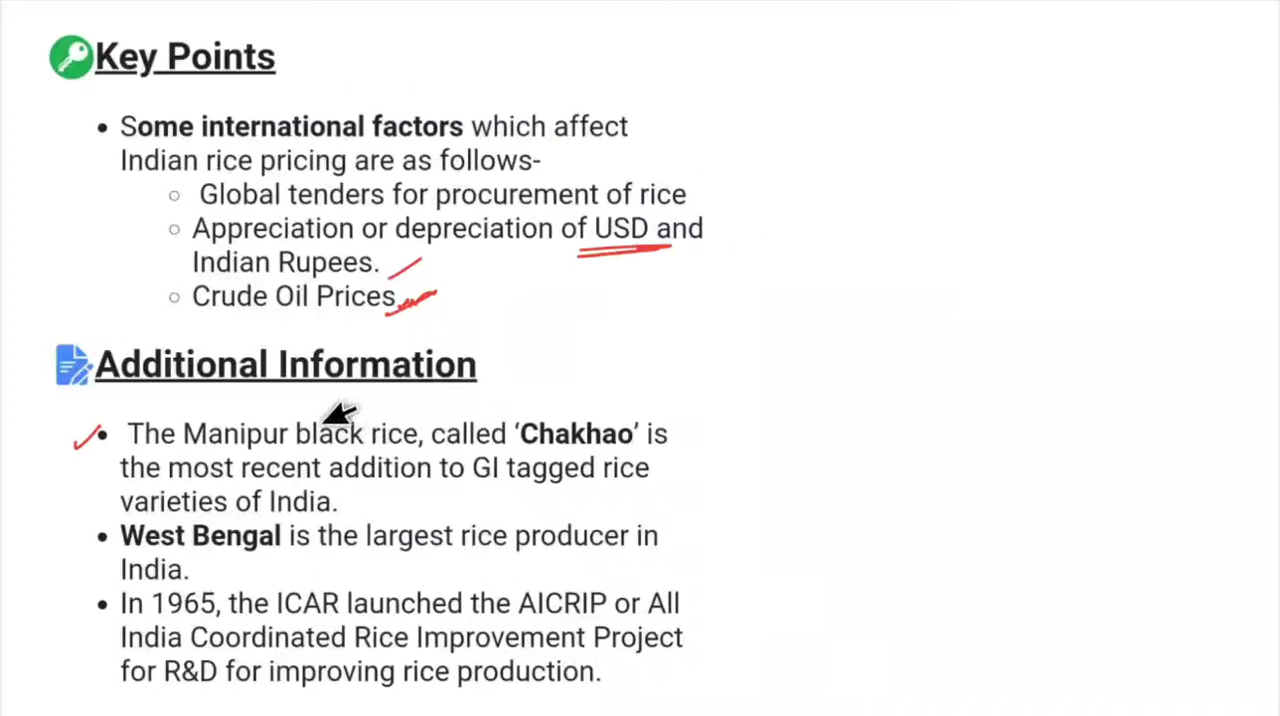 Key Points
• Some international factors which affect
Indian rice pricing are as follows-
○ Global tenders for procurement of rice
○ Appreciation or depreciation of USD and
Indian Rupees.
○ Crude Oil Prices
Additional Information
• The Manipur black rice, called ‘Chakhao’ is
the most recent addition to GI tagged rice
varieties of India.
• West Bengal is the largest rice producer in
India.
• In 1965, the ICAR launched the AICRIP or All
India Coordinated Rice Improvement Project
for R&D for improving rice production.